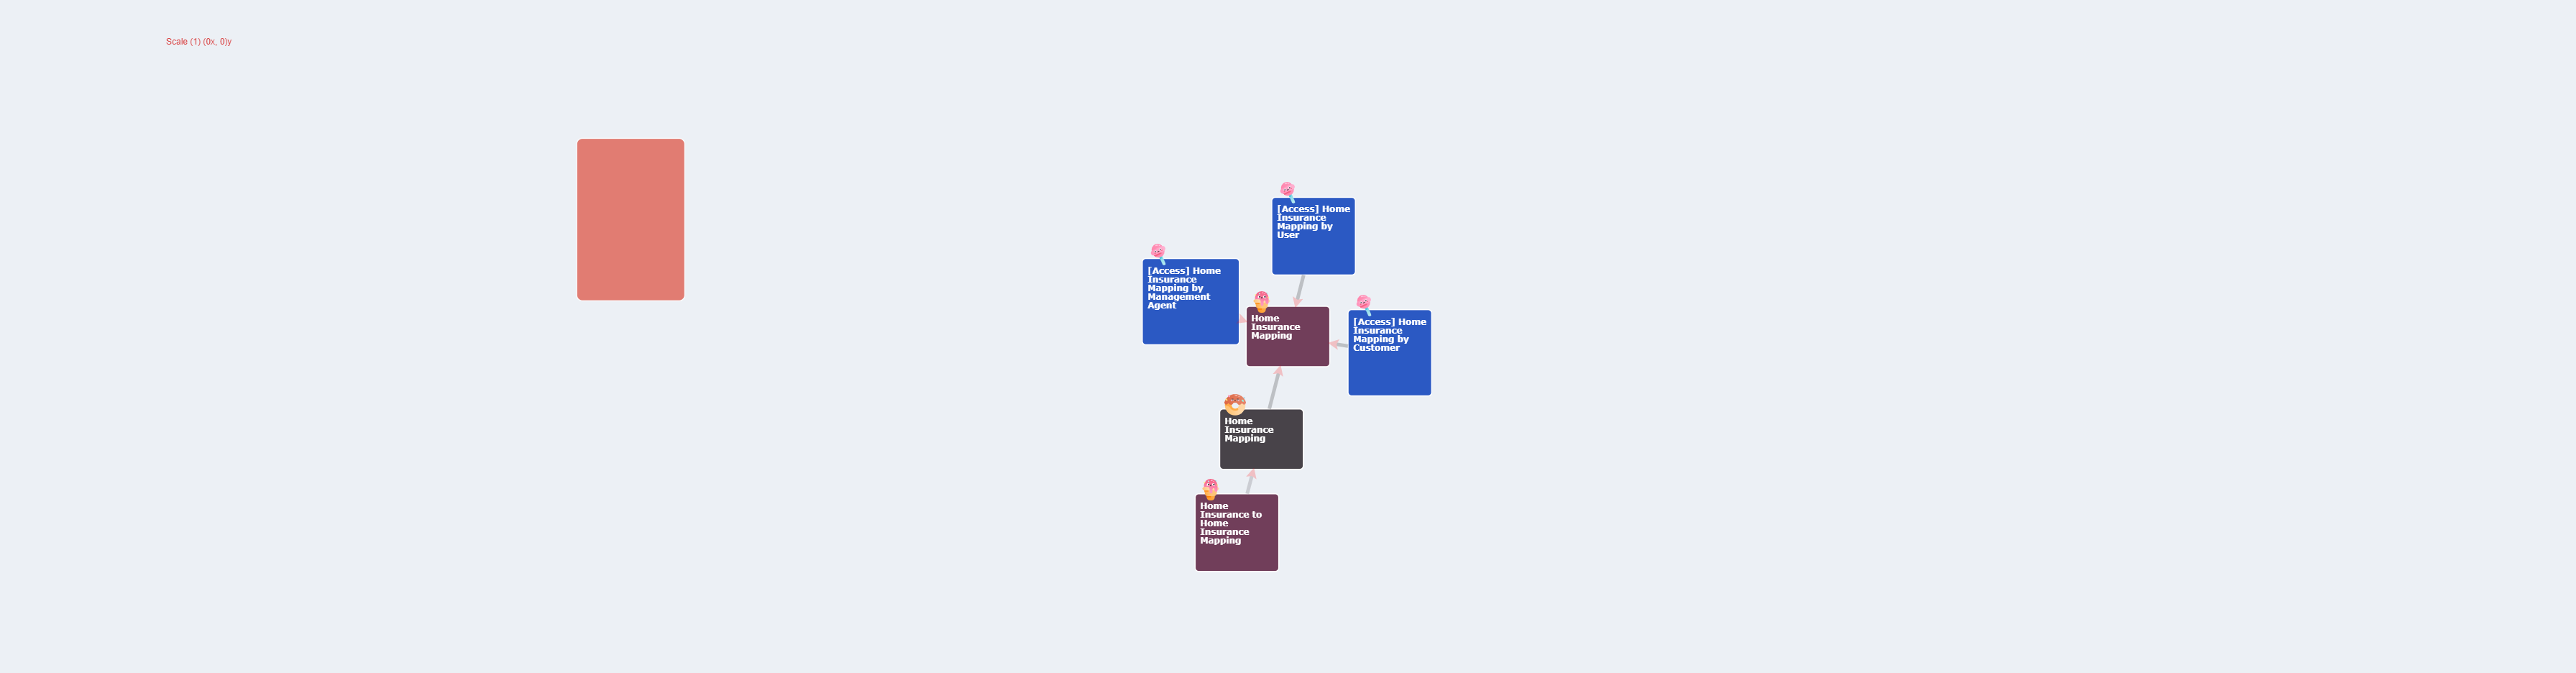 Scale (1) (0x, 0)y
[Access] Home
Insurance
Mapping by
User
[Access] Home
Insurance
Mapping by
Management
Agent
Home
Insurance
Mapping
[Access] Home
Insurance
Mapping by
Customer
Home
Insurance
Mapping
Home
Insurance to
Home
Insurance
Mapping